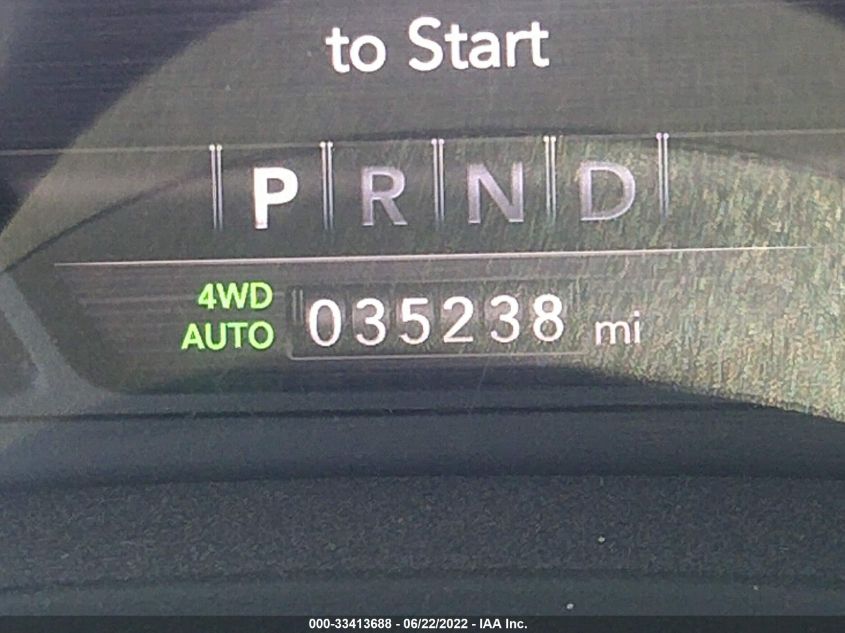 to Start
P R N D
4WD
AUTO
035238 mi
000-33413688 - 06/22/2022 - IAA Inc.